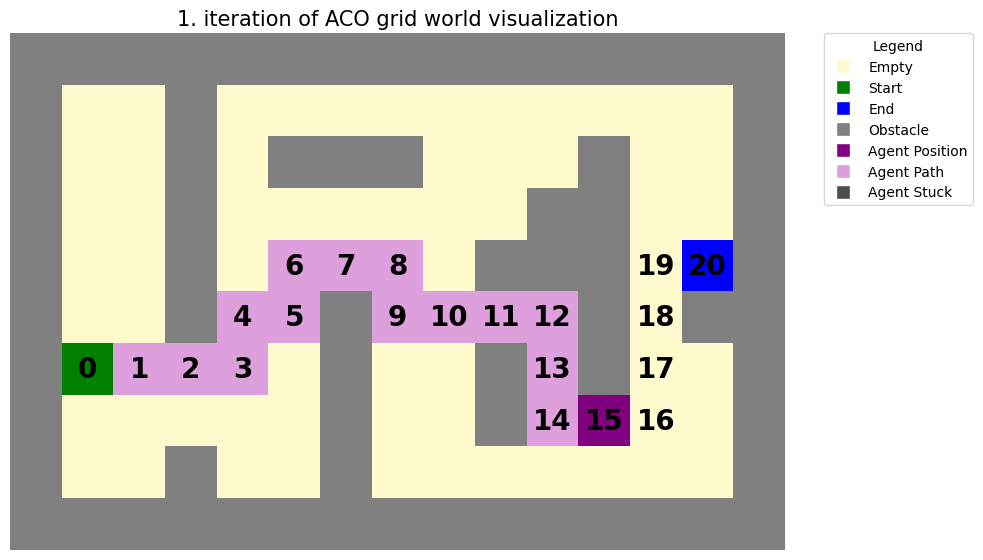 1. iteration of ACO grid world visualization
Legend
Empty
Start
End
Obstacle
Agent Position
Agent Path
Agent Stuck
6 7 8 19 20
4 5 9 10 11 12 18
0 1 2 3 13 17
14 15 16